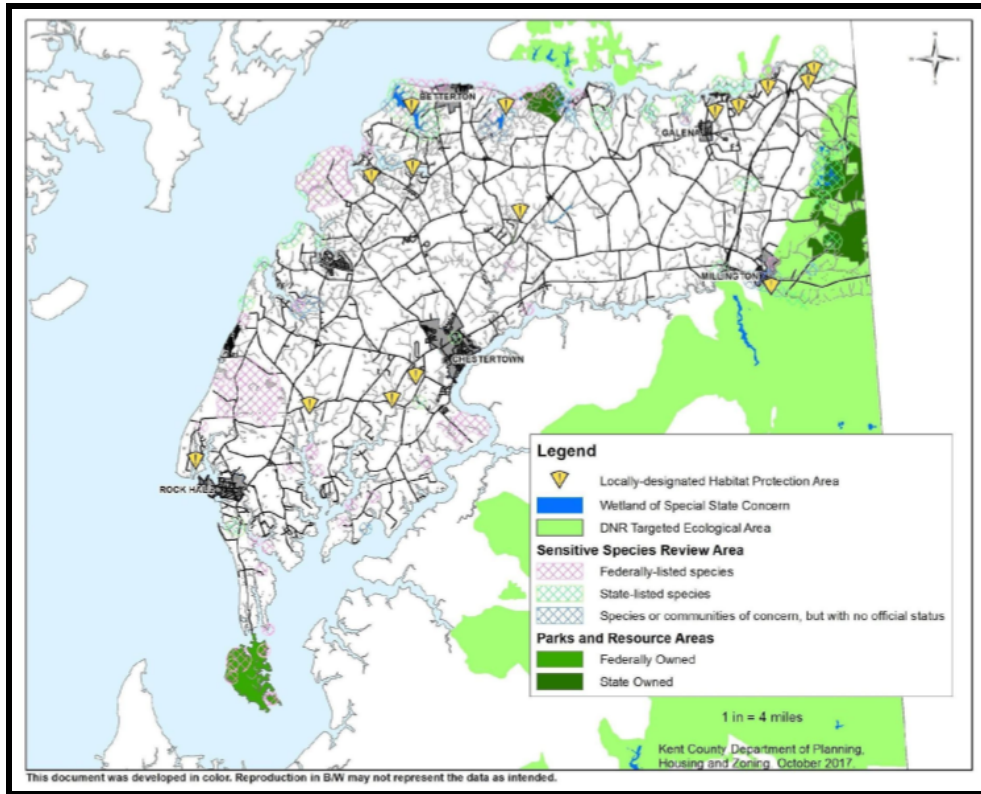 BETTERTON
GALENA
MILLINGTON
CHESTERTOWN
ROCK HALL
Legend
Locally-designated Habitat Protection Area
Wetland of Special State Concern
DNR Targeted Ecological Area
Sensitive Species Review Area
Federally-listed species
State-listed species
Species or communities of concern, but with no official status
Parks and Resource Areas
Federally Owned
State Owned
1 in = 4 miles
Kent County Department of Planning,
Housing and Zoning. October 2017.
This document was developed in color. Reproduction in B/W may not represent the data as intended.